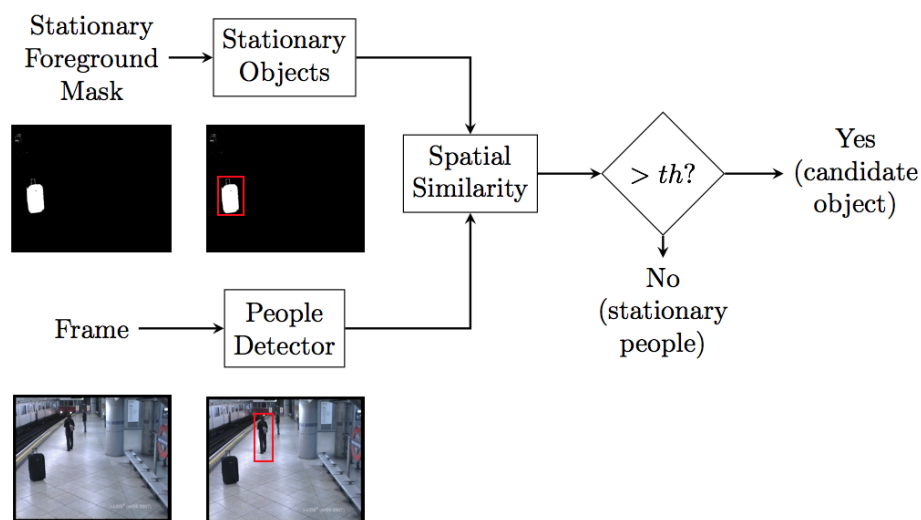 Stationary
Foreground
Mask
Stationary
Objects
Spatial
Similarity
> th?
Yes
(candidate
object)
No
(stationary
people)
Frame
People
Detector